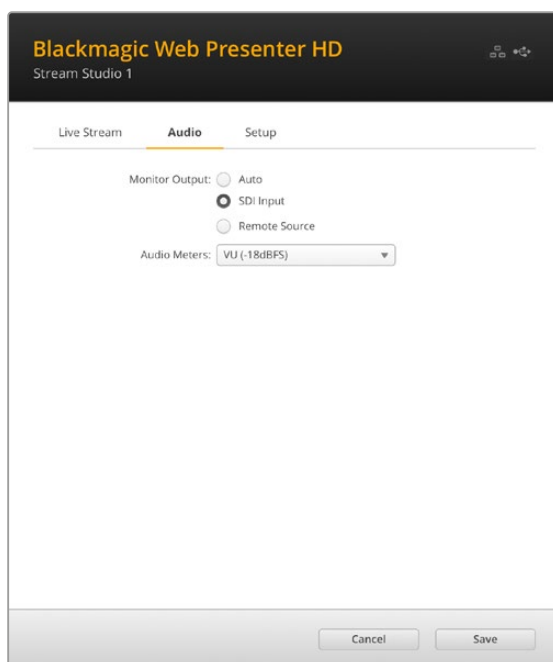 Blackmagic Web Presenter HD
Stream Studio 1
Live Stream Audio Setup
Monitor Output: Auto
SDI Input
Remote Source
Audio Meters: VU (-18dBFS)
Cancel Save